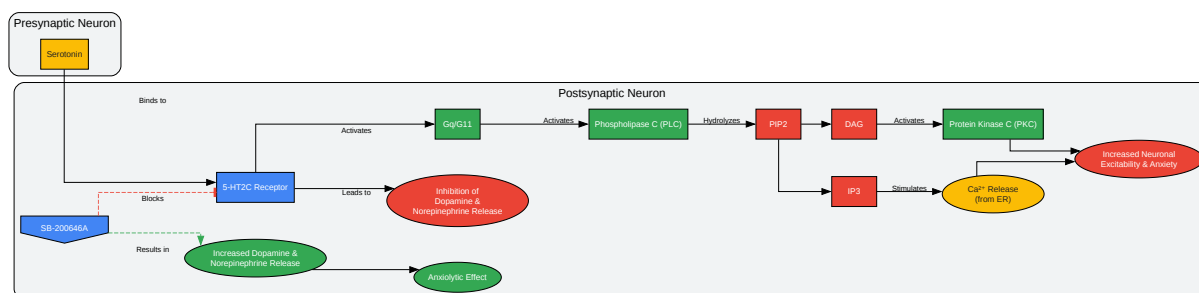 Presynaptic Neuron
Serotonin
Binds to
Postsynaptic Neuron
Activates
Gq/G11
Activates
Phospholipase C (PLC)
Hydrolyzes
PIP2
DAG
Activates
Protein Kinase C (PKC)
Increased Neuronal
Excitability & Anxiety
5-HT2C Receptor
Leads to
Inhibition of
Dopamine &
Norepinephrine Release
IP3
Stimulates
Ca²⁺ Release
(from ER)
Blocks
SB-200646A
Results in
Increased Dopamine &
Norepinephrine Release
Anxiolytic Effect